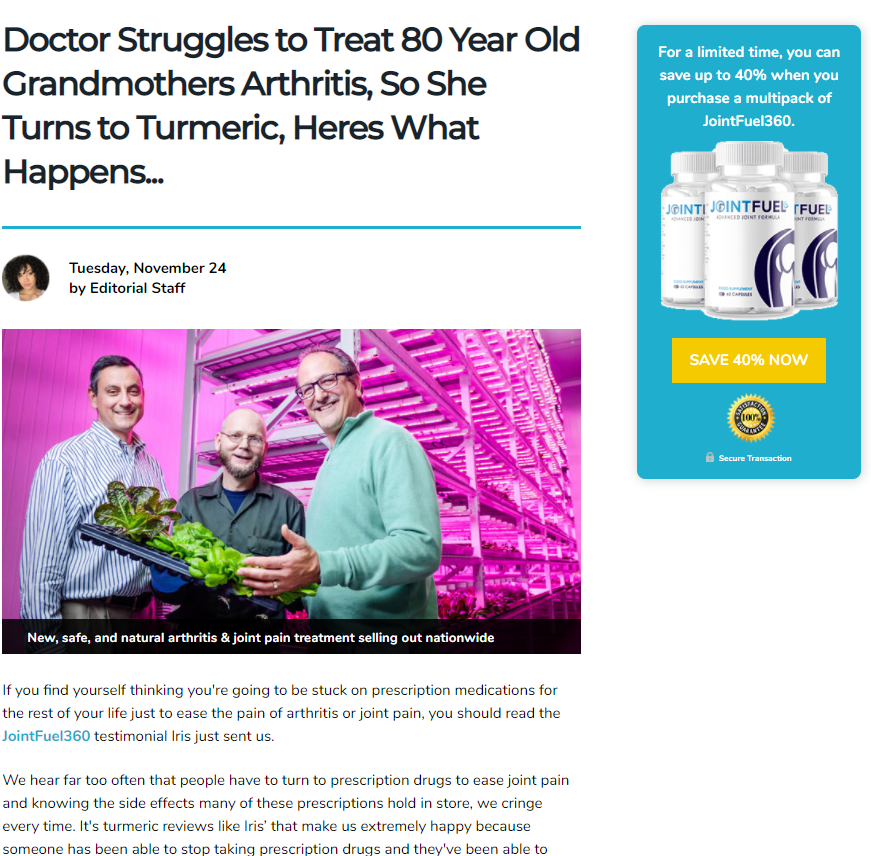 Doctor Struggles to Treat 80 Year Old
Grandmothers Arthritis, So She
Turns to Turmeric, Heres What
Happens...
Tuesday, November 24
by Editorial Staff
New, safe, and natural arthritis & joint pain treatment selling out nationwide
If you find yourself thinking you're going to be stuck on prescription medications for
the rest of your life just to ease the pain of arthritis or joint pain, you should read the
JointFuel360 testimonial Iris just sent us.
We hear far too often that people have to turn to prescription drugs to ease joint pain
and knowing the side effects many of these prescriptions hold in store, we cringe
every time. It's turmeric reviews like Iris' that make us extremely happy because
someone has been able to stop taking prescription drugs and they've been able to
For a limited time, you can
save up to 40% when you
purchase a multipack of
JointFuel360.
JOINTFUEL
ADVANCED JOINT FORMULA
FOOD SUPPLEMENT
60 CAPSULES
SAVE 40% NOW
SATISFACTION
100%
GUARANTEE
Secure Transaction